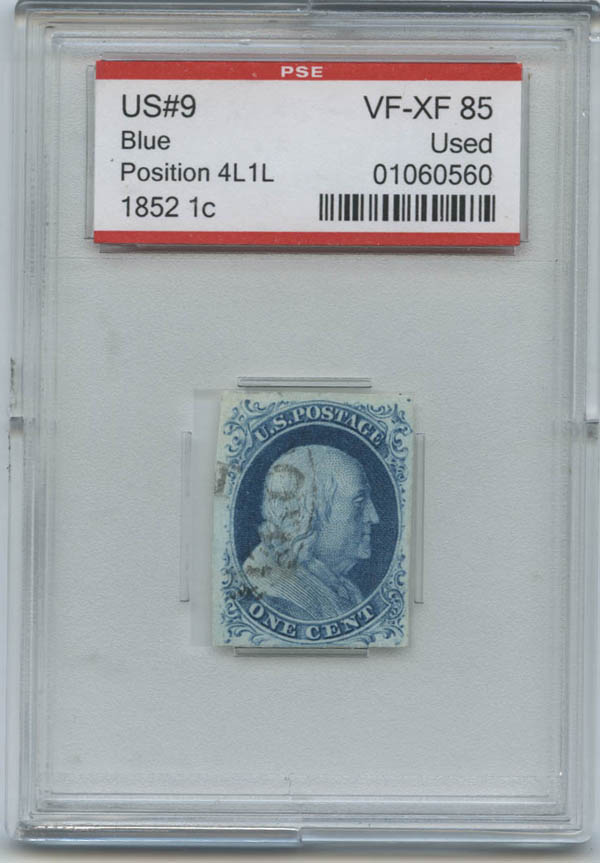 PSE
US#9 VF-XF 85
Blue Used
Position 4L1L 01060560
1852 1c
U.S. POSTAGE
ONE CENT